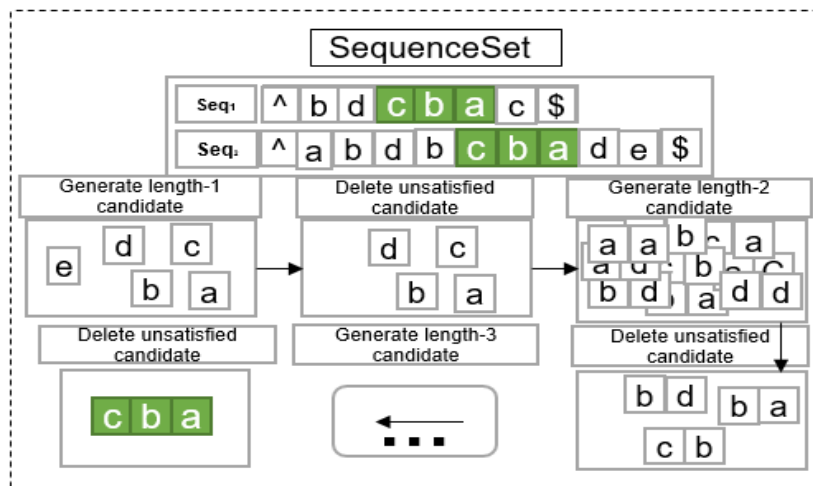 SequenceSet
Seq₁ ^ b d c b a c $
Seq₂ ^ a b d b c b a d e $
Generate length-1 candidate
Delete unsatisfied candidate
Generate length-2 candidate
e d c b a
d c b a
a a b c a
a d c b a C
b d b a d d
Delete unsatisfied candidate
Generate length-3 candidate
Delete unsatisfied candidate
c b a
...
b d
b a
c b